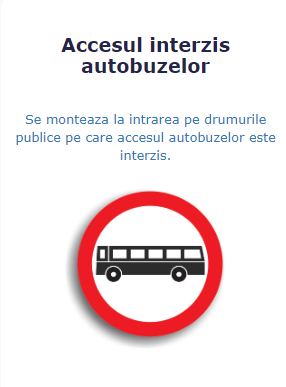 Accesul interzis
autobuzelor
Se monteaza la intrarea pe drumurile
publice pe care accesul autobuzelor este
interzis.